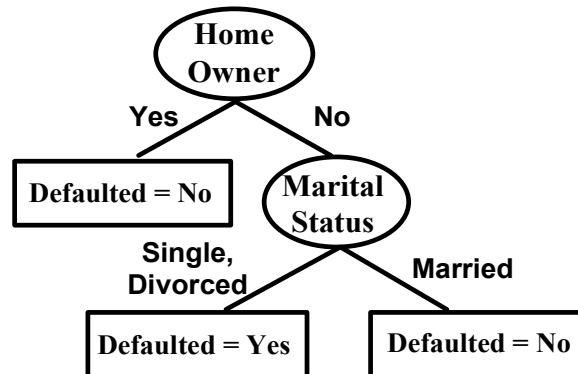 Home
Owner
Yes
No
Defaulted = No
Marital
Status
Single,
Divorced
Married
Defaulted = Yes
Defaulted = No